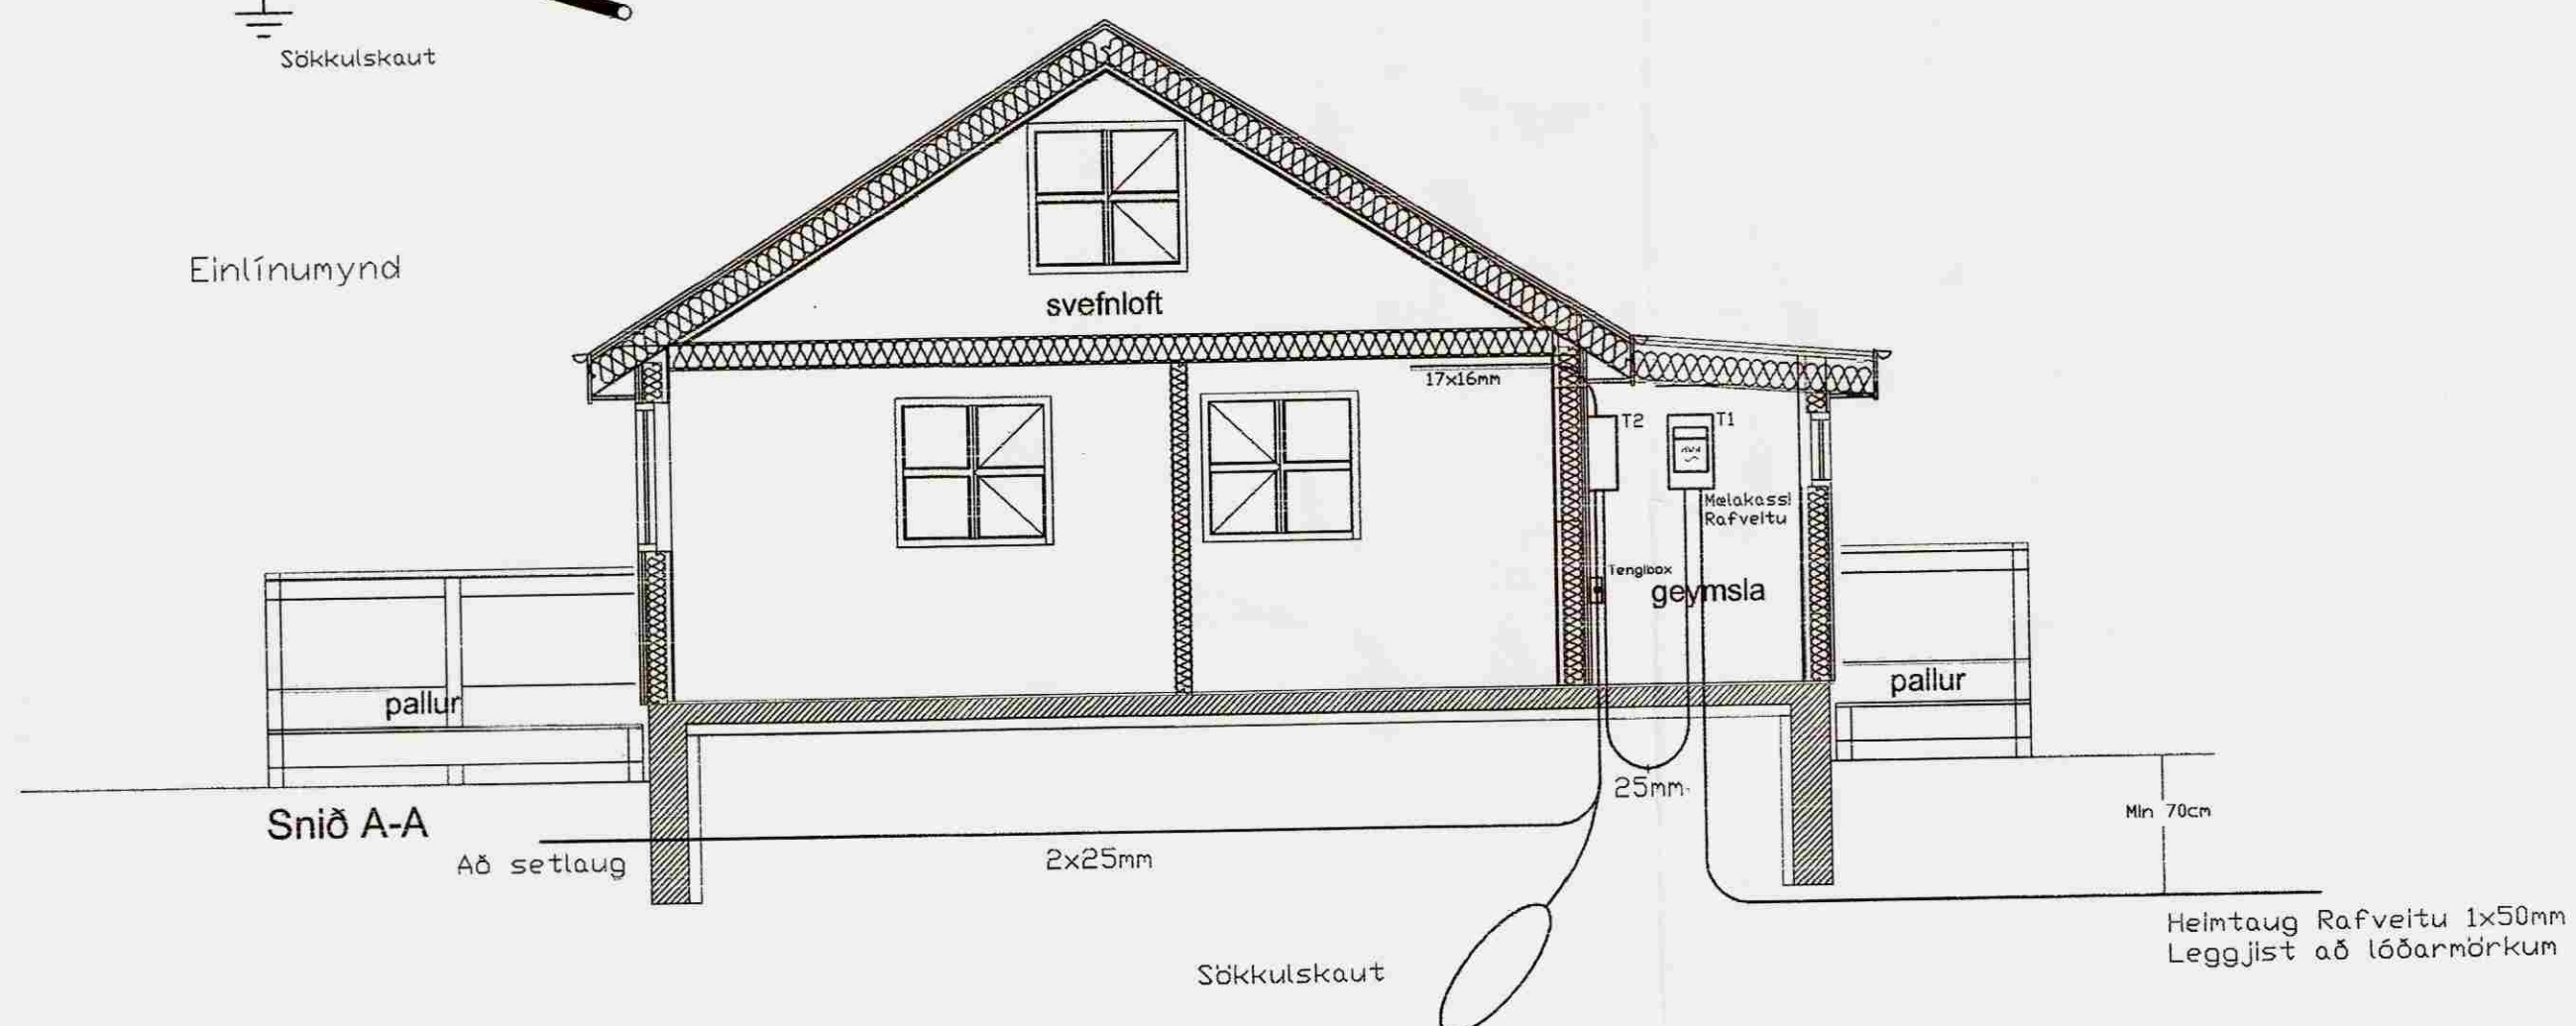 Sökkulskaut
Einlínumynd
svefnloft
17x16mm
T2
T1
Mælakassi
Rafveitu
Tengibox
geymsla
pallur
pallur
Snið A-A
25mm
Min 70cm
Að setlaug
2x25mm
Heimtaug Rafveitu 1x50mm
Leggjist að lóðarmörkum
Sökkulskaut